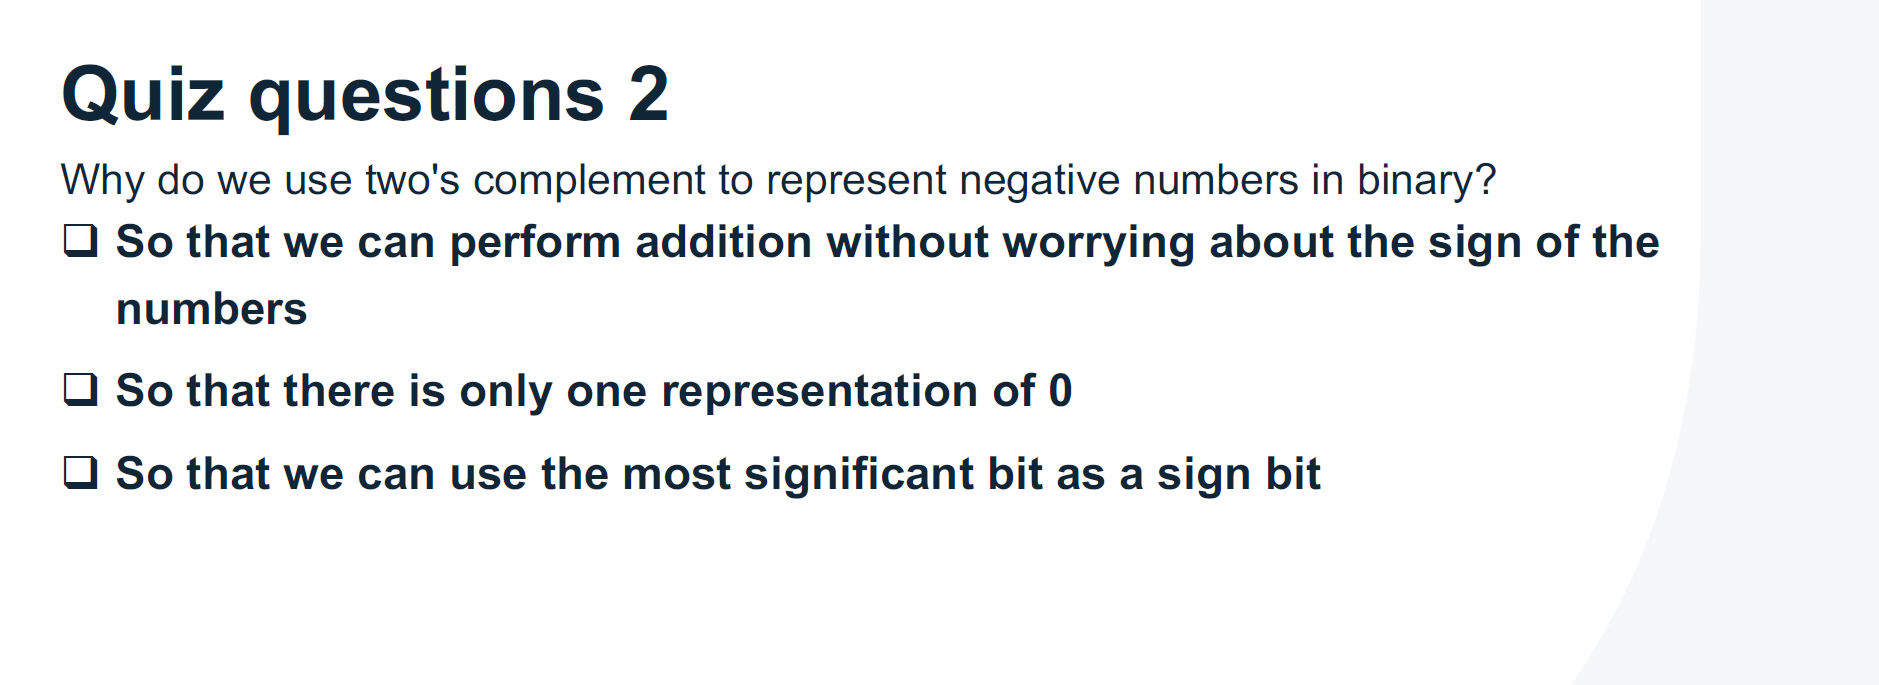 Quiz questions 2
Why do we use two's complement to represent negative numbers in binary?
❑ So that we can perform addition without worrying about the sign of the
numbers
❑ So that there is only one representation of 0
❑ So that we can use the most significant bit as a sign bit